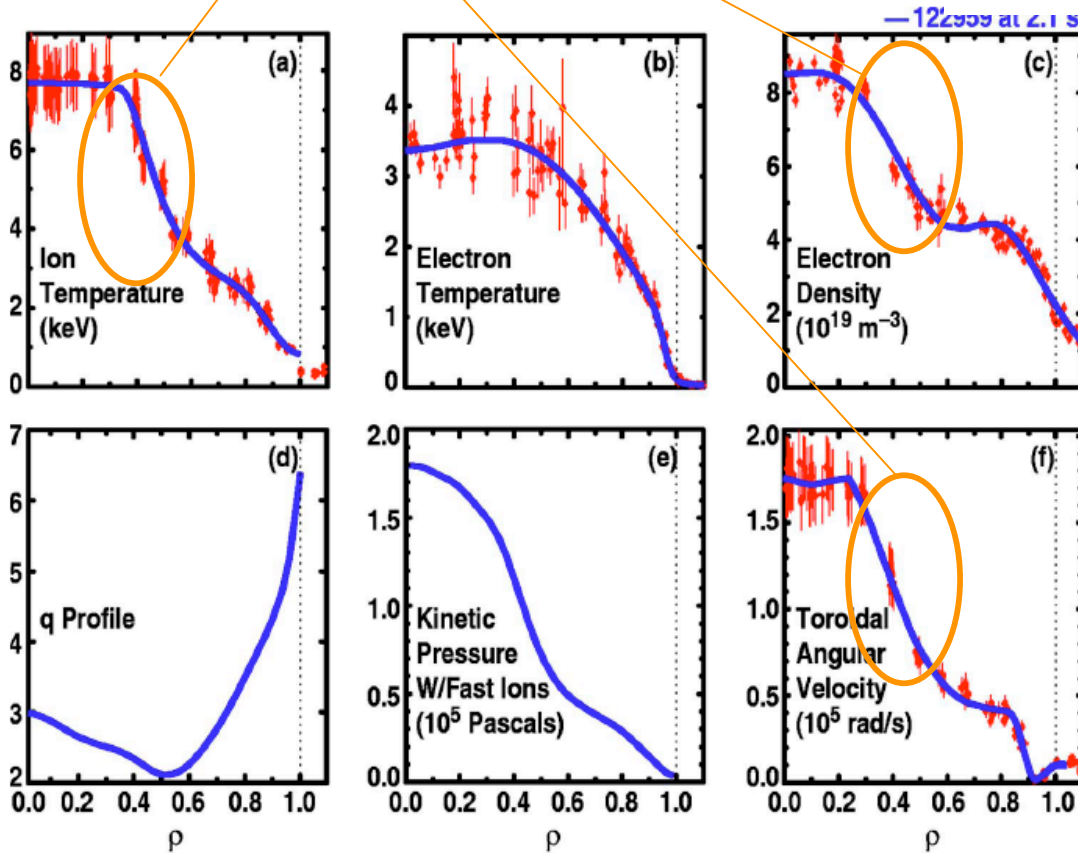 — 122959 at 2.1 s
(a)
8
6
4
2
0
Ion
Temperature
(keV)
(b)
4
3
2
1
0
Electron
Temperature
(keV)
(c)
8
6
4
2
0
Electron
Density
(10¹⁹ m⁻³)
(d)
7
6
5
4
3
2
q Profile
0.0 0.2 0.4 0.6 0.8 1.0
ρ
(e)
2.0
1.5
1.0
0.5
0.0
Kinetic
Pressure
W/Fast Ions
(10⁵ Pascals)
0.0 0.2 0.4 0.6 0.8 1.0
ρ
(f)
2.0
1.5
1.0
0.5
0.0
Toroidal
Angular
Velocity
(10⁵ rad/s)
0.0 0.2 0.4 0.6 0.8 1.0
ρ